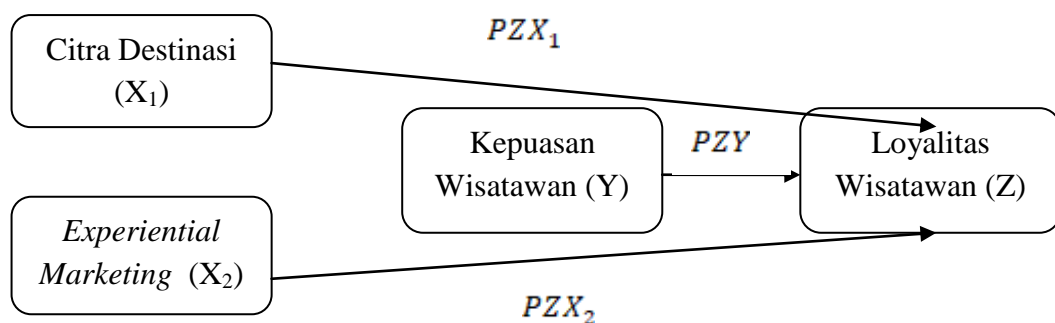 Citra Destinasi
(X₁)
PZX₁
Kepuasan
Wisatawan (Y)
PZY
Loyalitas
Wisatawan (Z)
Experiential
Marketing (X₂)
PZX₂